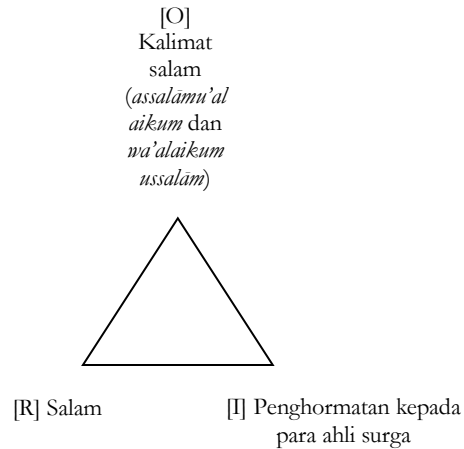 [O]
Kalimat
salam
(assalāmu’al
aikum dan
wa’alaikum
ussalām)
[R] Salam
[I] Penghormatan kepada
para ahli surga